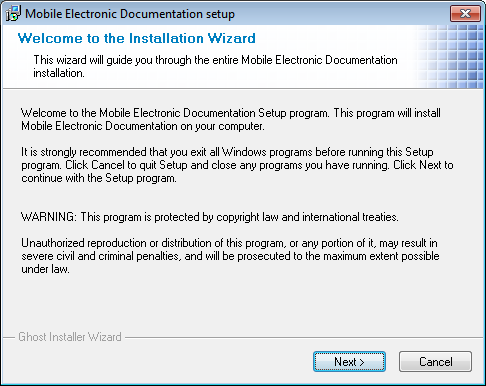 Mobile Electronic Documentation setup
Welcome to the Installation Wizard
This wizard will guide you through the entire Mobile Electronic Documentation
installation.
Welcome to the Mobile Electronic Documentation Setup program. This program will install
Mobile Electronic Documentation on your computer.
It is strongly recommended that you exit all Windows programs before running this Setup
program. Click Cancel to quit Setup and close any programs you have running. Click Next to
continue with the Setup program.
WARNING: This program is protected by copyright law and international treaties.
Unauthorized reproduction or distribution of this program, or any portion of it, may result in
severe civil and criminal penalties, and will be prosecuted to the maximum extent possible
under law.
Ghost Installer Wizard
Next >
Cancel